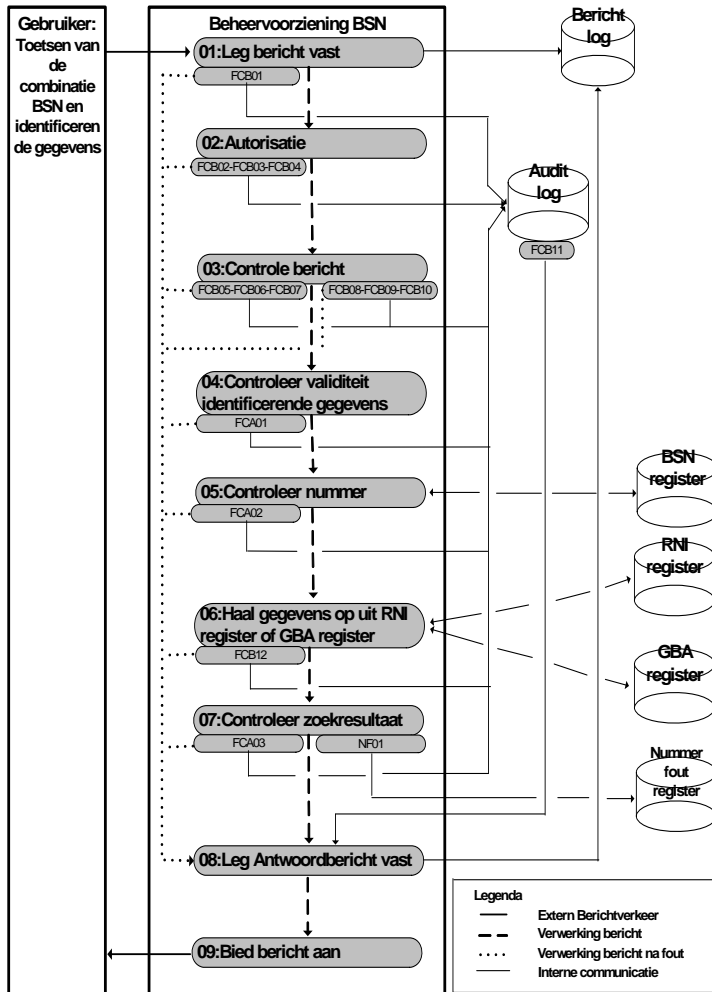 Gebruiker:
Toetsen van
de
combinatie
BSN en
identificeren
de gegevens
Beheervoorziening BSN
01:Leg bericht vast
FCB01
02:Autorisatie
FCB02-FCB03-FCB04
03:Controle bericht
FCB05-FCB06-FCB07
FCB08-FCB09-FCB10
04:Controleer validiteit
identificerende gegevens
FCA01
05:Controleer nummer
FCA02
06:Haal gegevens op uit RNI
register of GBA register
FCB12
07:Controleer zoekresultaat
FCA03
NF01
08:Leg Antwoordbericht vast
09:Bied bericht aan
Bericht
log
Audit
log
FCB11
BSN
register
RNI
register
GBA
register
Nummer
fout
register
Legenda
Extern Berichtverkeer
Verwerking bericht
Verwerking bericht na fout
Interne communicatie